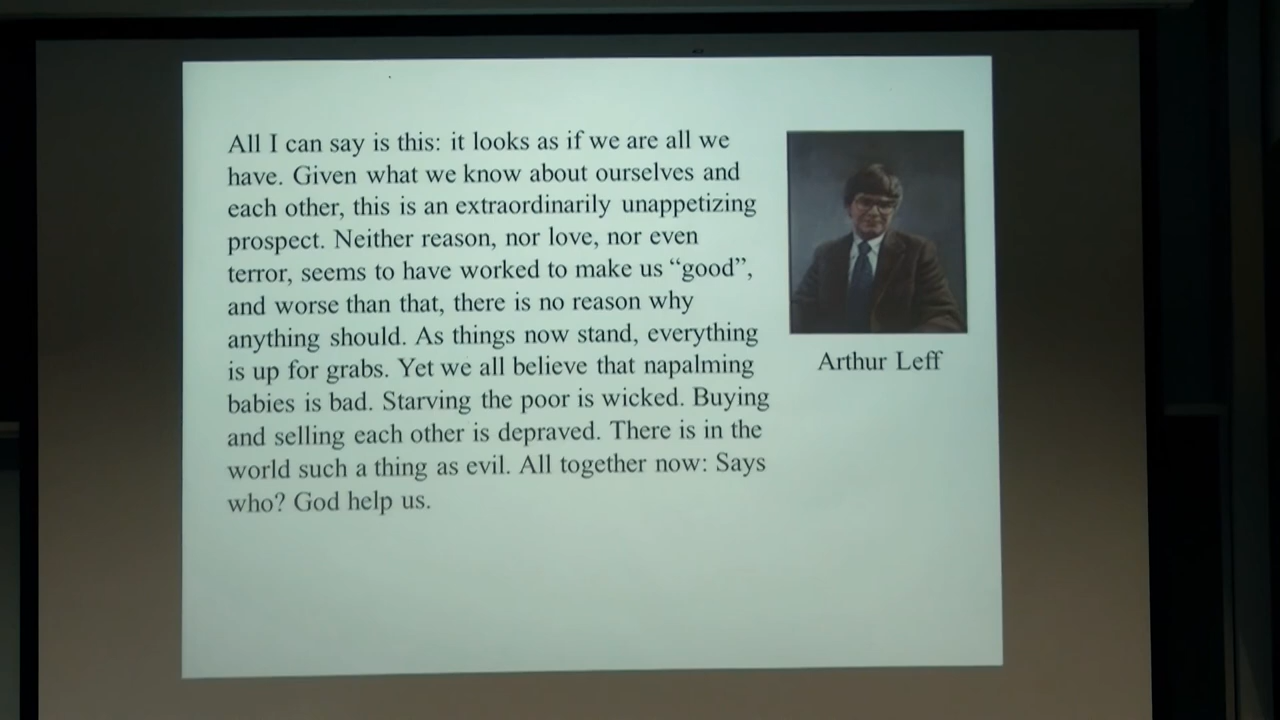 All I can say is this: it looks as if we are all we
have. Given what we know about ourselves and
each other, this is an extraordinarily unappetizing
prospect. Neither reason, nor love, nor even
terror, seems to have worked to make us “good”,
and worse than that, there is no reason why
anything should. As things now stand, everything
is up for grabs. Yet we all believe that napalming
babies is bad. Starving the poor is wicked. Buying
and selling each other is depraved. There is in the
world such a thing as evil. All together now: Says
who? God help us.
Arthur Leff